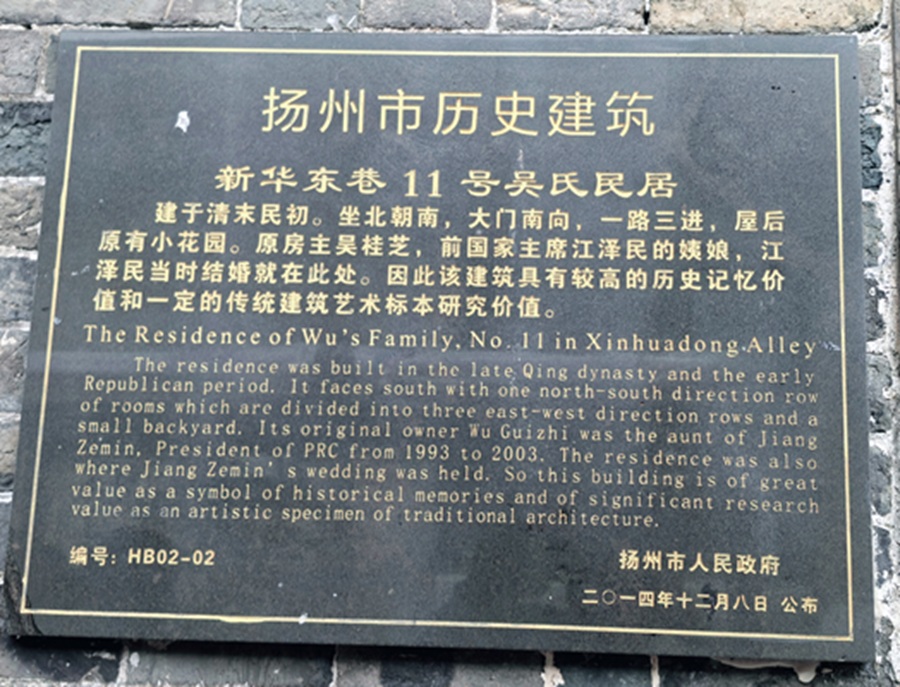 扬州市历史建筑
新华东巷 11 号吴氏民居
建于清末民初。坐北朝南，大门南向，一路三进，屋后
原有小花园。原房主吴桂芝，前国家主席江泽民的姨娘，江
泽民当时结婚就在此处。因此该建筑具有较高的历史记忆价
值和一定的传统建筑艺术标本研究价值。
The Residence of Wu's Family, No. 11 in Xinhuadong Alley
The residence was built in the late Qing dynasty and the early
Republican period. It faces south with one north-south direction row
of rooms which are divided into three east-west direction rows and a
small backyard. Its original owner Wu Guizhi was the aunt of Jiang
Zemin, President of PRC from 1993 to 2003. The residence was also
where Jiang Zemin's wedding was held. So this building is of great
value as a symbol of historical memories and of significant research
value as an artistic specimen of traditional architecture.
编号：HB02-02
扬州市人民政府
二〇一四年十二月八日 公布